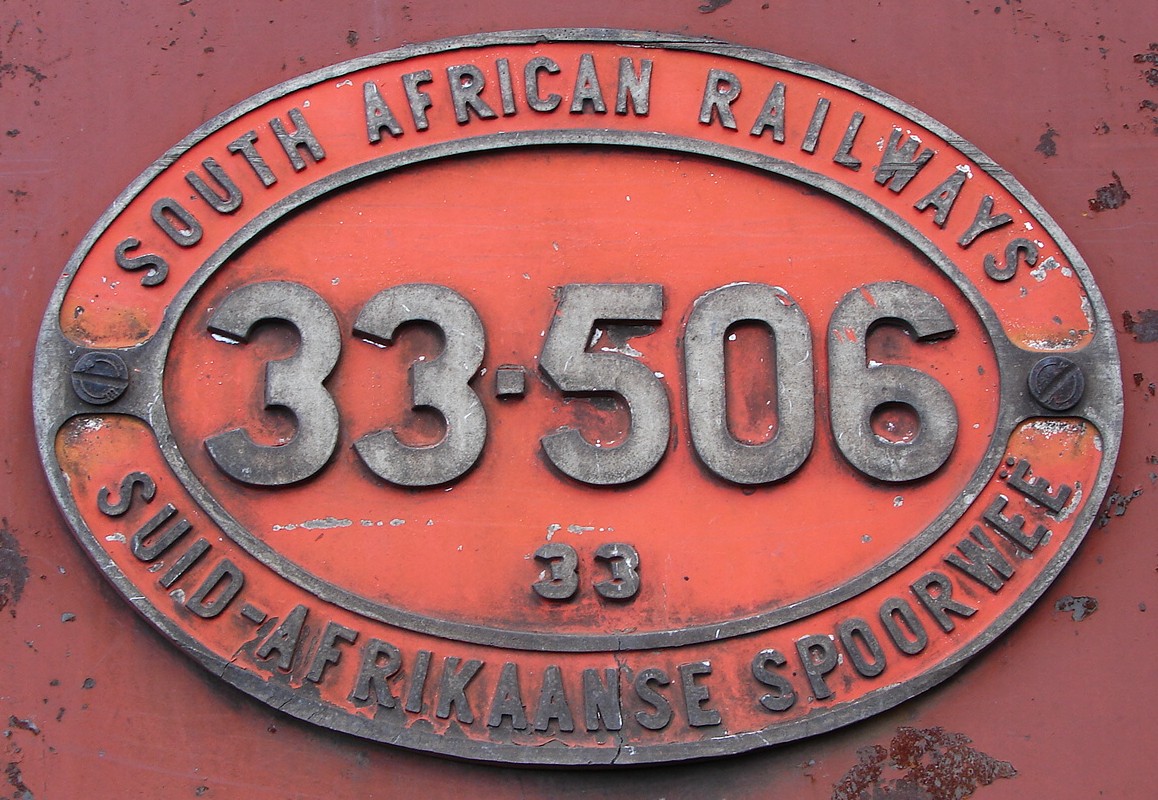 SOUTH AFRICAN RAILWAYS
33-506
33
SUID-AFRIKAANSE SPOORWEË